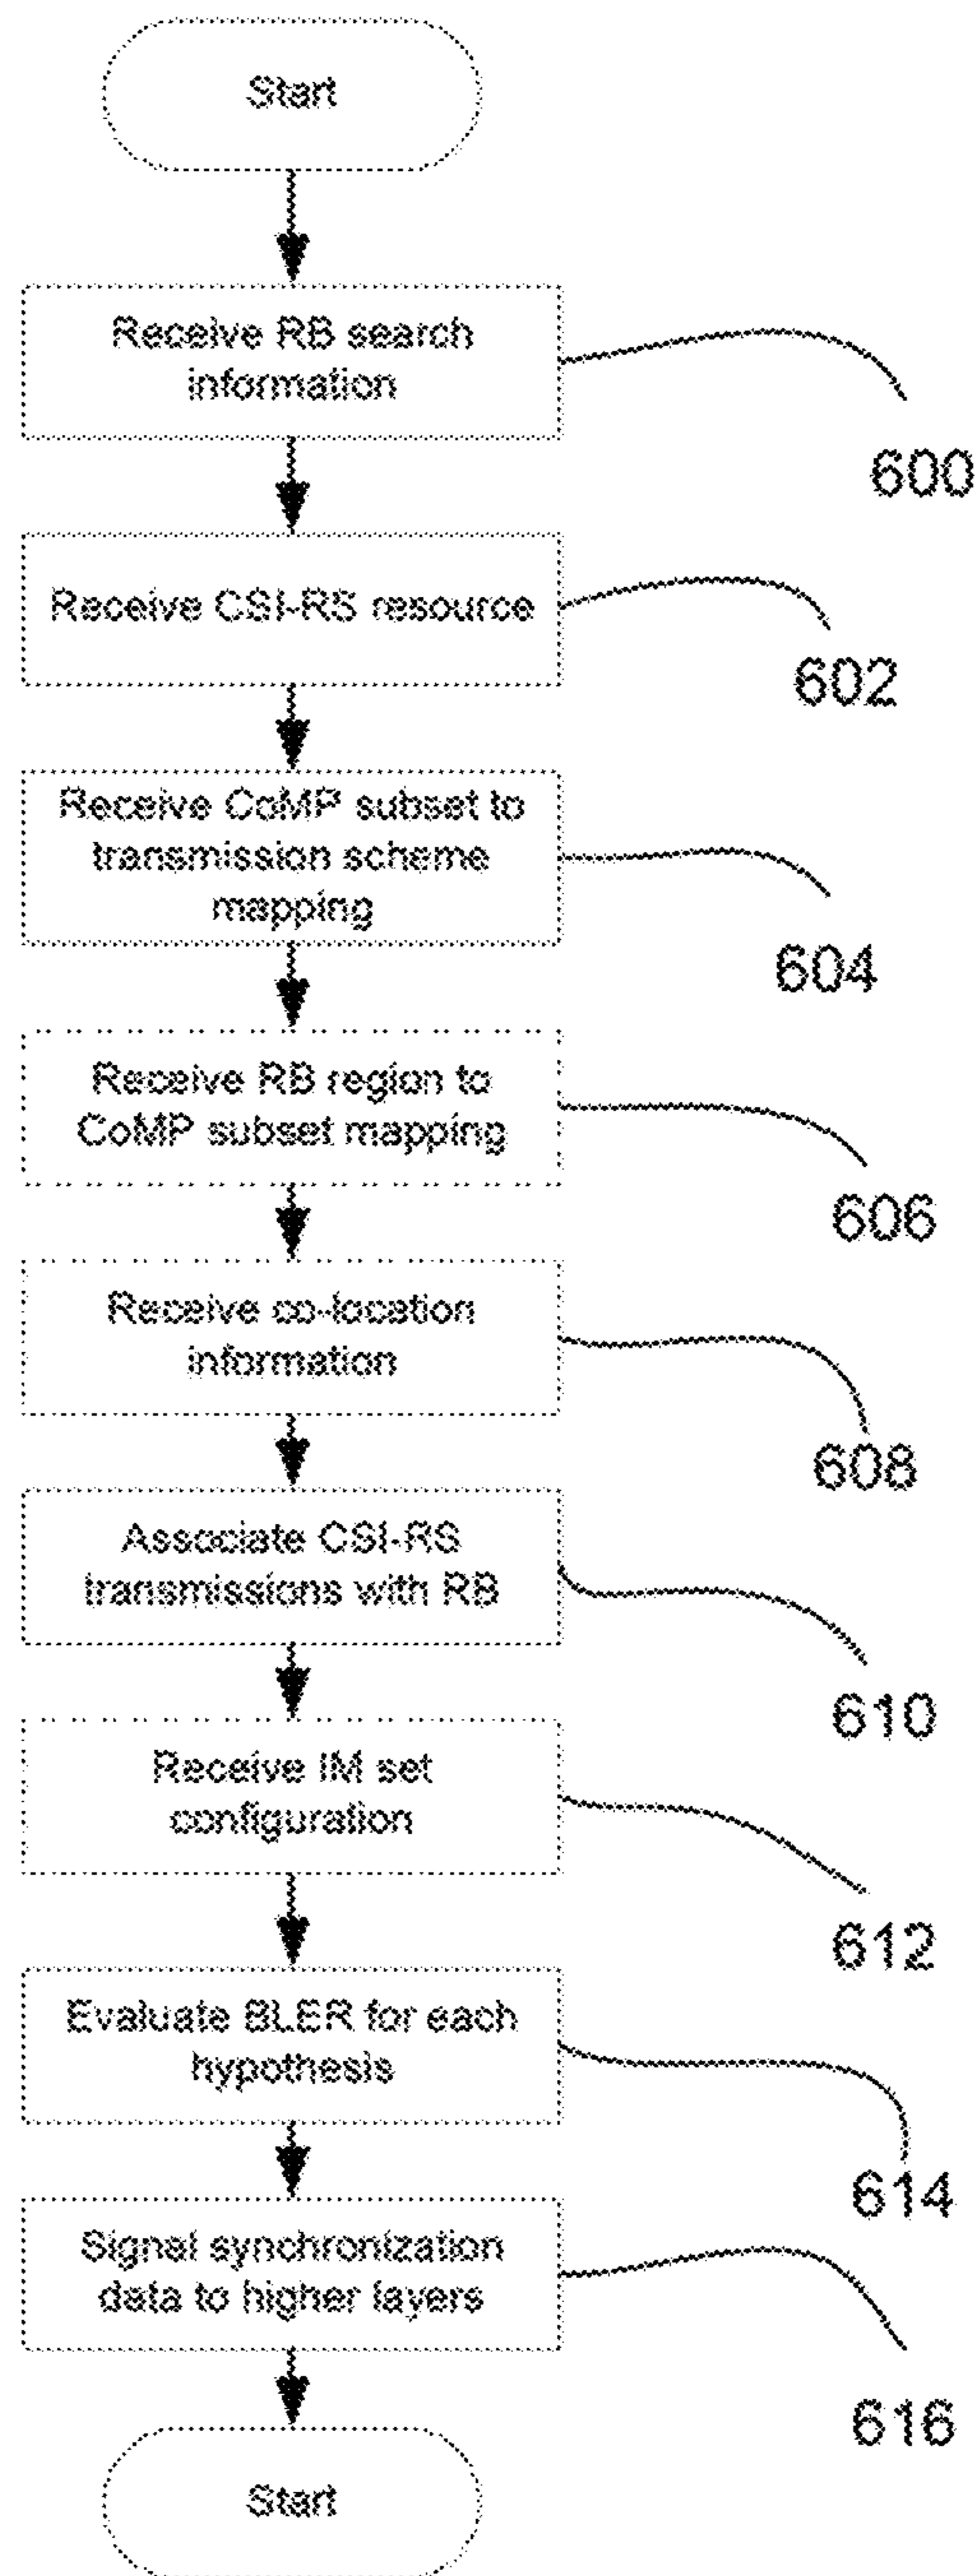 Start
Receive RB search
information
600
Receive CSI-RS resource
602
Receive CoMP subset to
transmission scheme
mapping
604
Receive RB region to
CoMP subset mapping
606
Receive co-location
information
608
Associate CSI-RS
transmissions with RB
610
Receive IM set
configuration
612
Evaluate BLER for each
hypothesis
614
Signal synchronization
data to higher layers
616
Start